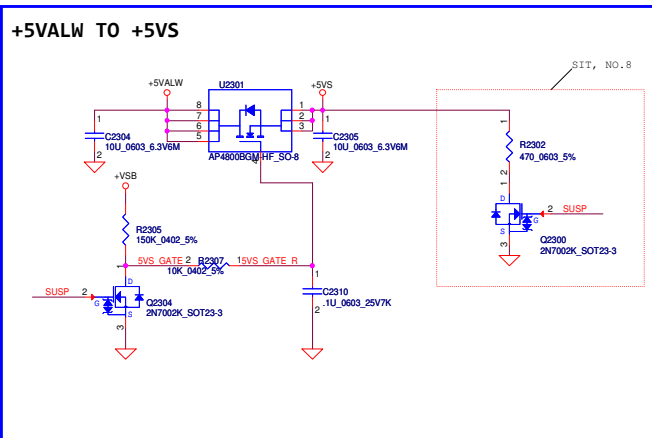 +5VALW TO +5VS
SIT, NO.8
+5VALW
U2301
+5VS
8
7
6
5
1
2
3
4
1
C2304
10U_0603_6.3V6M
2
AP4800BGM-HF_SO-8
1
C2305
10U_0603_6.3V6M
2
1
R2302
470_0603_5%
2
1
D
G
S
2
SUSP
3
Q2300
2N7002K_SOT23-3
+VSB
R2305
150K_0402_5%
5VS_GATE
2
R2307
1
5VS_GATE_R
10K_0402_5%
1
D
SUSP
2
G
S
Q2304
2N7002K_SOT23-3
3
1
C2310
.1U_0603_25V7K
2